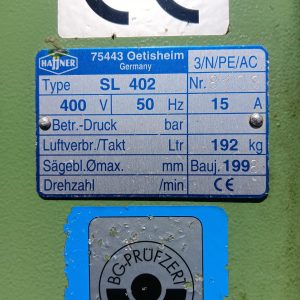 CE
HAFFNER
75443 Oetisheim
Germany
3/N/PE/AC
Type SL 402 Nr.
400 V 50 Hz 15 A
Betr.-Druck bar
Luftverbr./Takt Ltr 192 kg
Sägebl.Ømax. mm Bauj. 199
Drehzahl /min CE
BG-PRÜFZERT